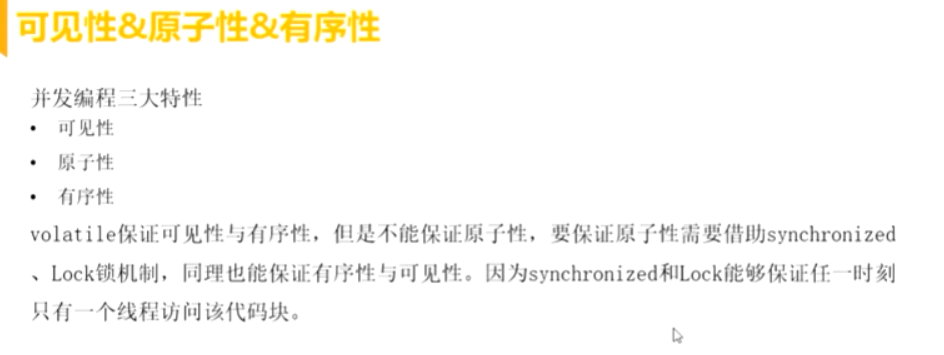 可见性&原子性&有序性
并发编程三大特性
• 可见性
• 原子性
• 有序性
volatile保证可见性与有序性，但是不能保证原子性，要保证原子性需要借助synchronized
、Lock锁机制，同理也能保证有序性与可见性。因为synchronized和Lock能够保证任一时刻
只有一个线程访问该代码块。